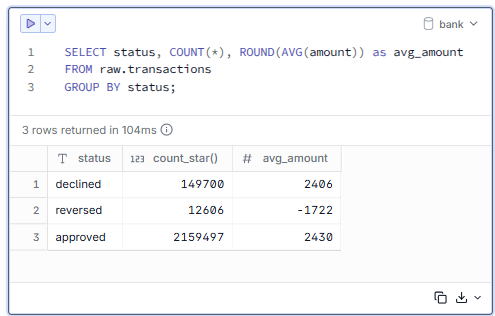 bank
1 SELECT status, COUNT(*), ROUND(AVG(amount)) as avg_amount
2 FROM raw.transactions
3 GROUP BY status;
3 rows returned in 104ms
T status 123 count_star() # avg_amount
1 declined 149700 2406
2 reversed 12606 -1722
3 approved 2159497 2430